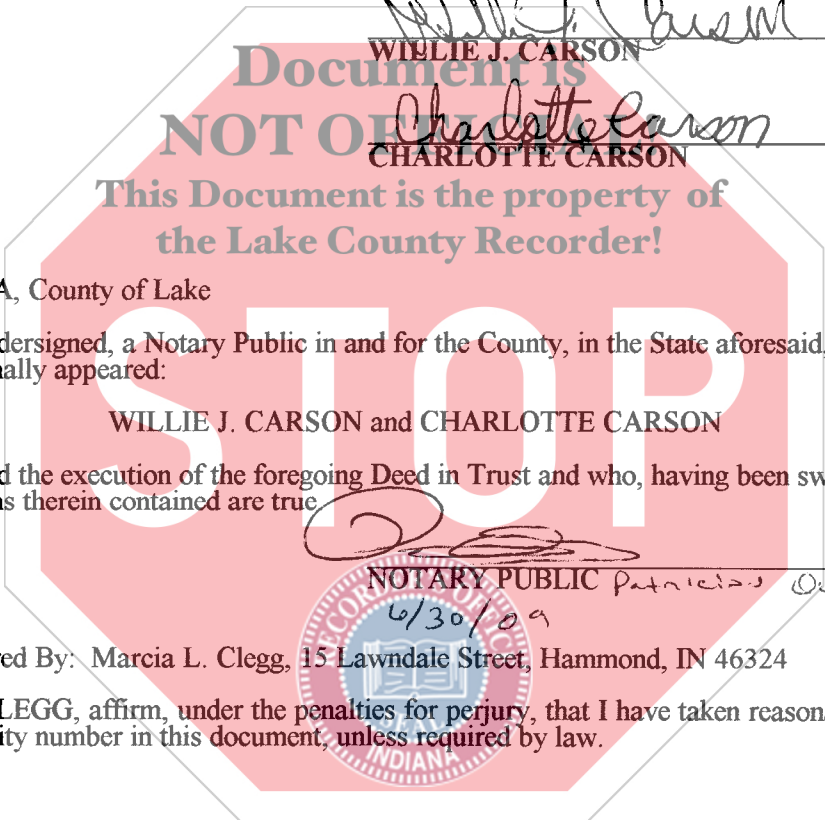 Willie J. Carson
WILLIE J. CARSON
Document is
Charlotte Carson
NOT OFFICIAL!
CHARLOTTE CARSON
This Document is the property of
the Lake County Recorder!
A, County of Lake
dersigned, a Notary Public in and for the County, in the State aforesaid,
ally appeared:
STOP
WILLIE J. CARSON and CHARLOTTE CARSON
d the execution of the foregoing Deed in Trust and who, having been sw
s therein contained are true
NOTARY PUBLIC Patricia
6/30/09
ed By: Marcia L. Clegg, 15 Lawndale Street, Hammond, IN 46324
LEGG, affirm, under the penalties for perjury, that I have taken reason
ity number in this document, unless required by law.
SEAL
INDIANA